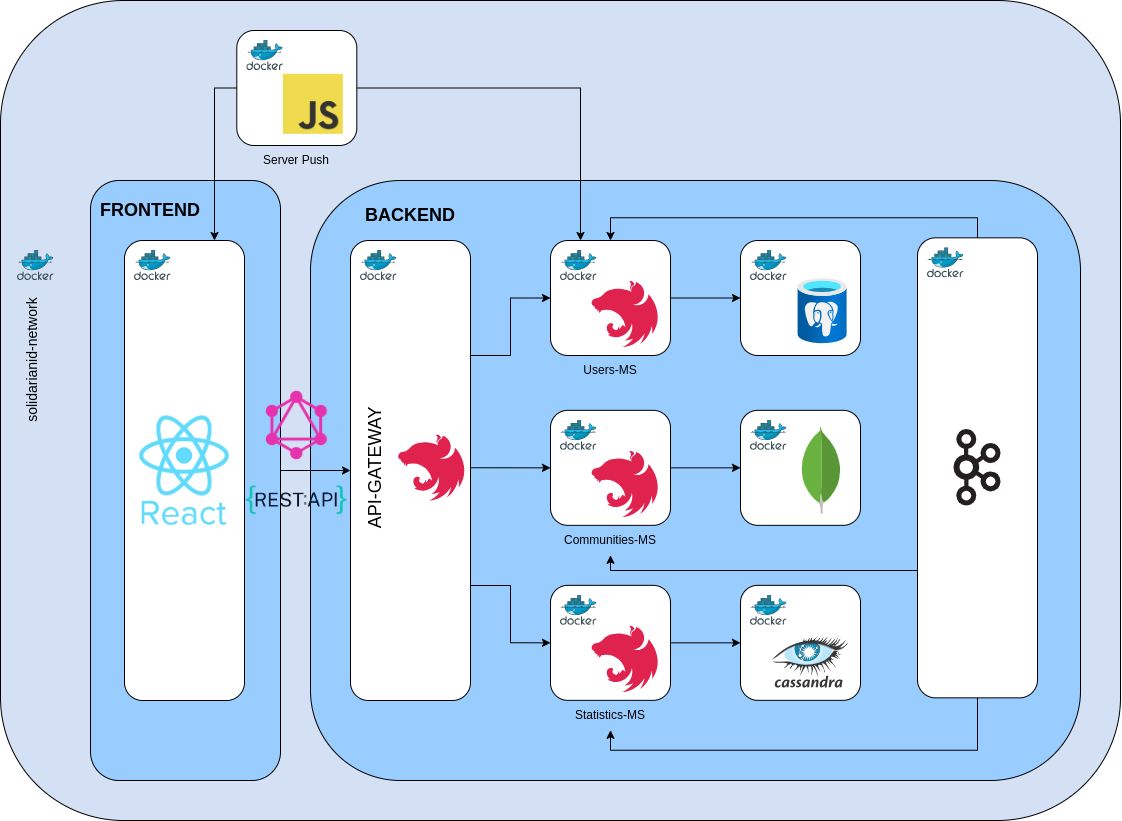 docker
JS
Server Push
FRONTEND
BACKEND
docker
solidarianid-network
docker
docker
docker
docker
docker
React
{REST:API}
API-GATEWAY
Users-MS
docker
docker
Communities-MS
docker
docker
cassandra
Statistics-MS